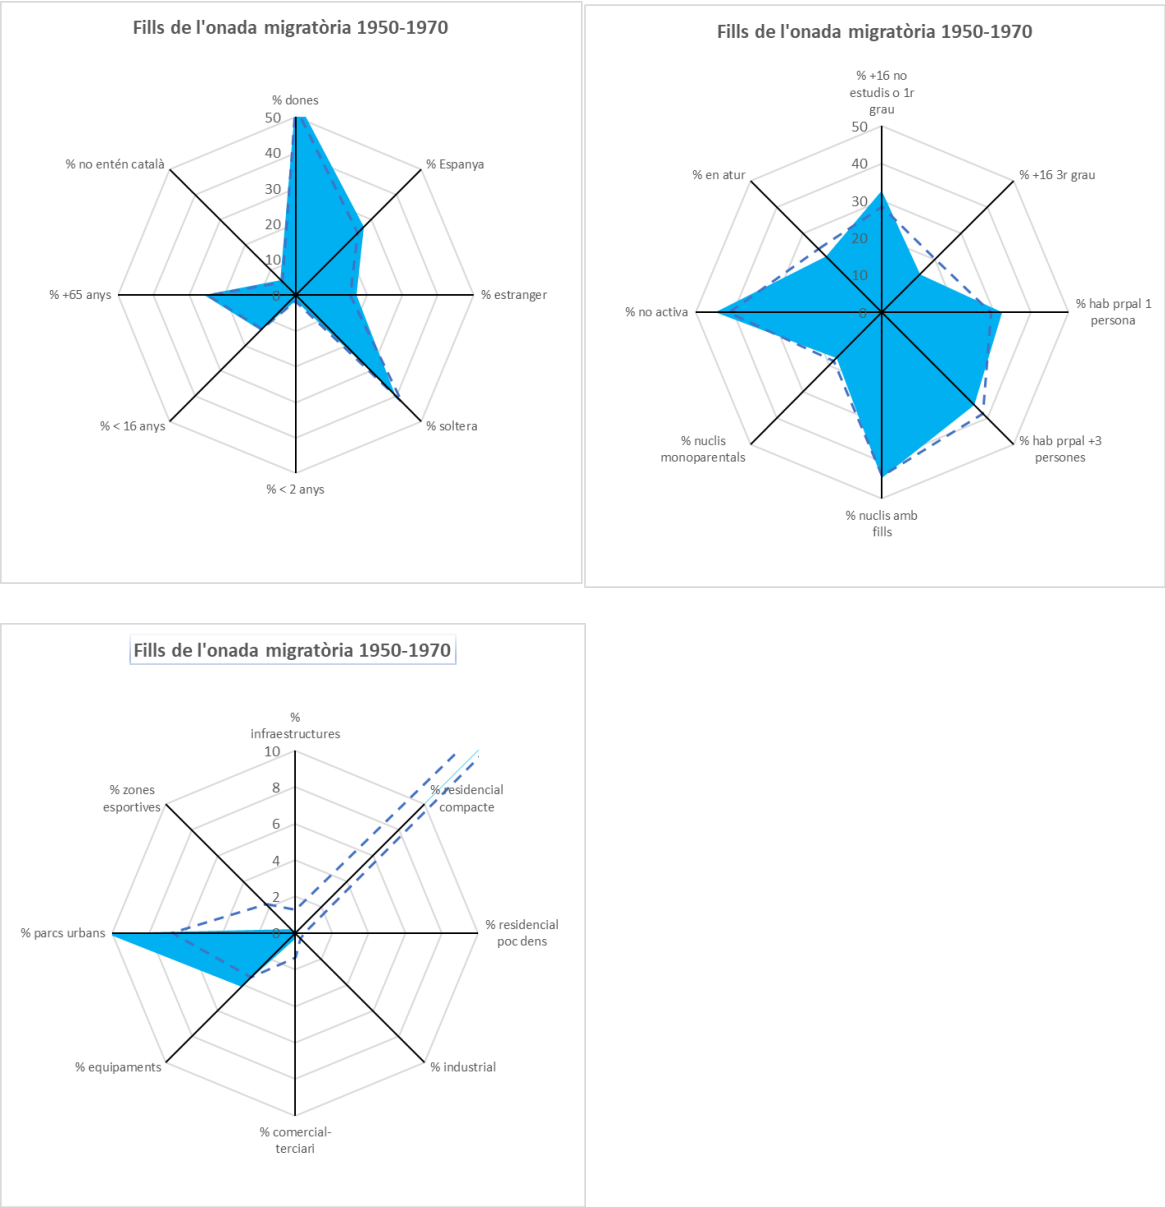 Fills de l'onada migratòria 1950-1970
% dones
50
% no entén català
40
% Espanya
30
20
10
% +65 anys
0
% estranger
% < 16 anys
% soltera
% < 2 anys
Fills de l'onada migratòria 1950-1970
% +16 no
estudis o 1r
grau
50
% en atur
40
% +16 3r grau
30
20
10
% no activa
0
% hab prpal 1
persona
% nuclis
monoparentals
% hab prpal +3
persones
% nuclis amb
fills
Fills de l'onada migratòria 1950-1970
%
infraestructures
10
% zones
esportives
8
% residencial
compacte
6
4
2
% parcs urbans
0
% residencial
poc dens
% equipaments
% industrial
% comercial-
terciari